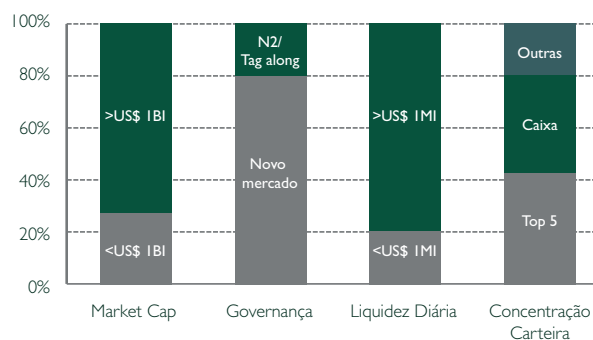 100%
80%
60%
40%
20%
0%
>US$ 1BI
<US$ 1BI
N2/
Tag along
Novo
mercado
>US$ 1MI
<US$ 1MI
Outras
Caixa
Top 5
Market Cap
Governança
Liquidez Diária
Concentração
Carteira